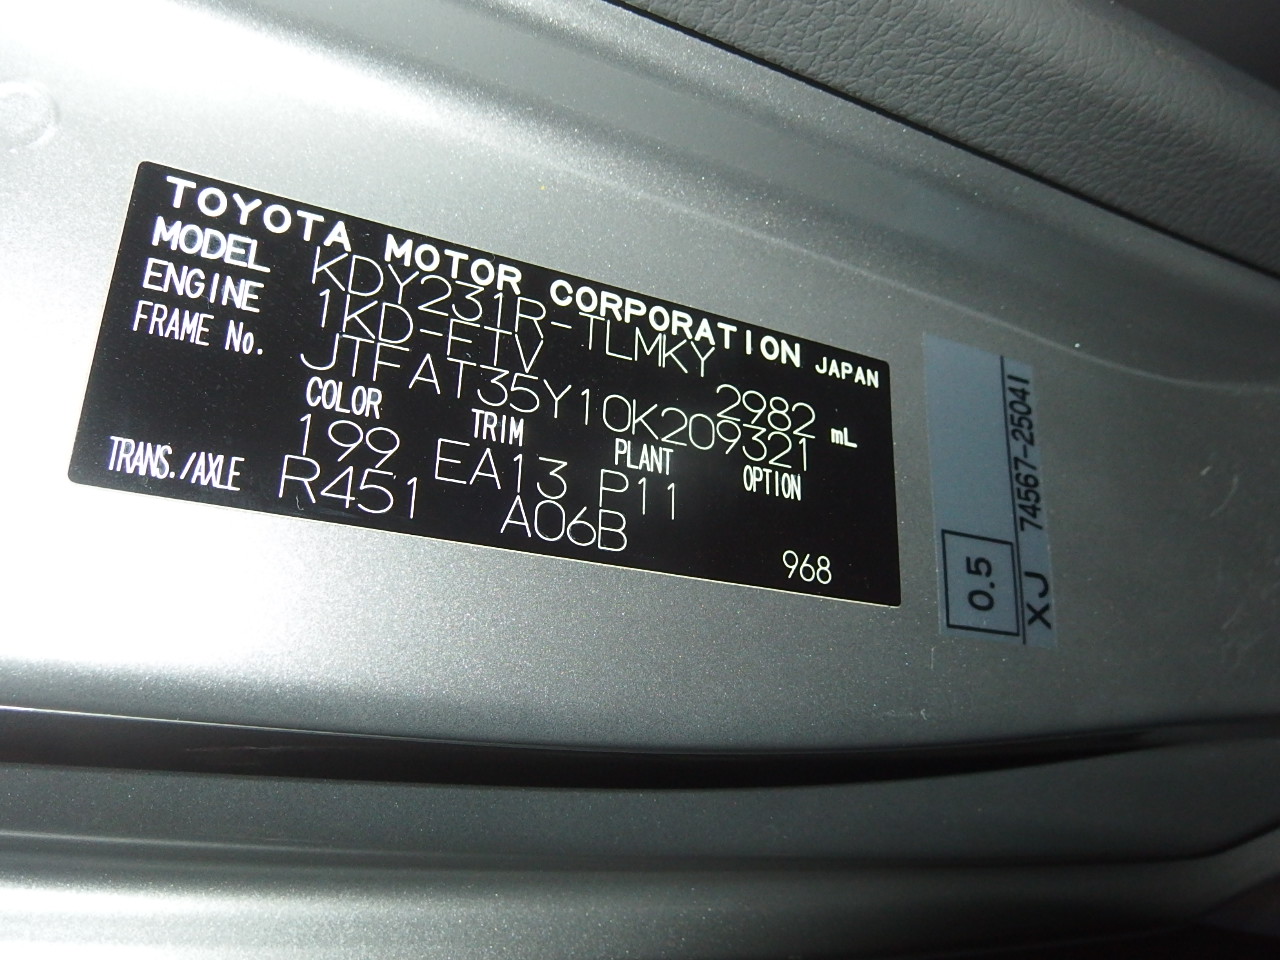 TOYOTA MOTOR CORPORATION JAPAN
MODEL KDY231R-TLMKY
ENGINE 1KD-FTV 2982 mL
FRAME No. JTFAT35Y10K209321
COLOR TRIM PLANT OPTION
199 EA13 P11
TRANS./AXLE R451 A06B
968
74567-25041
0.5 XJ